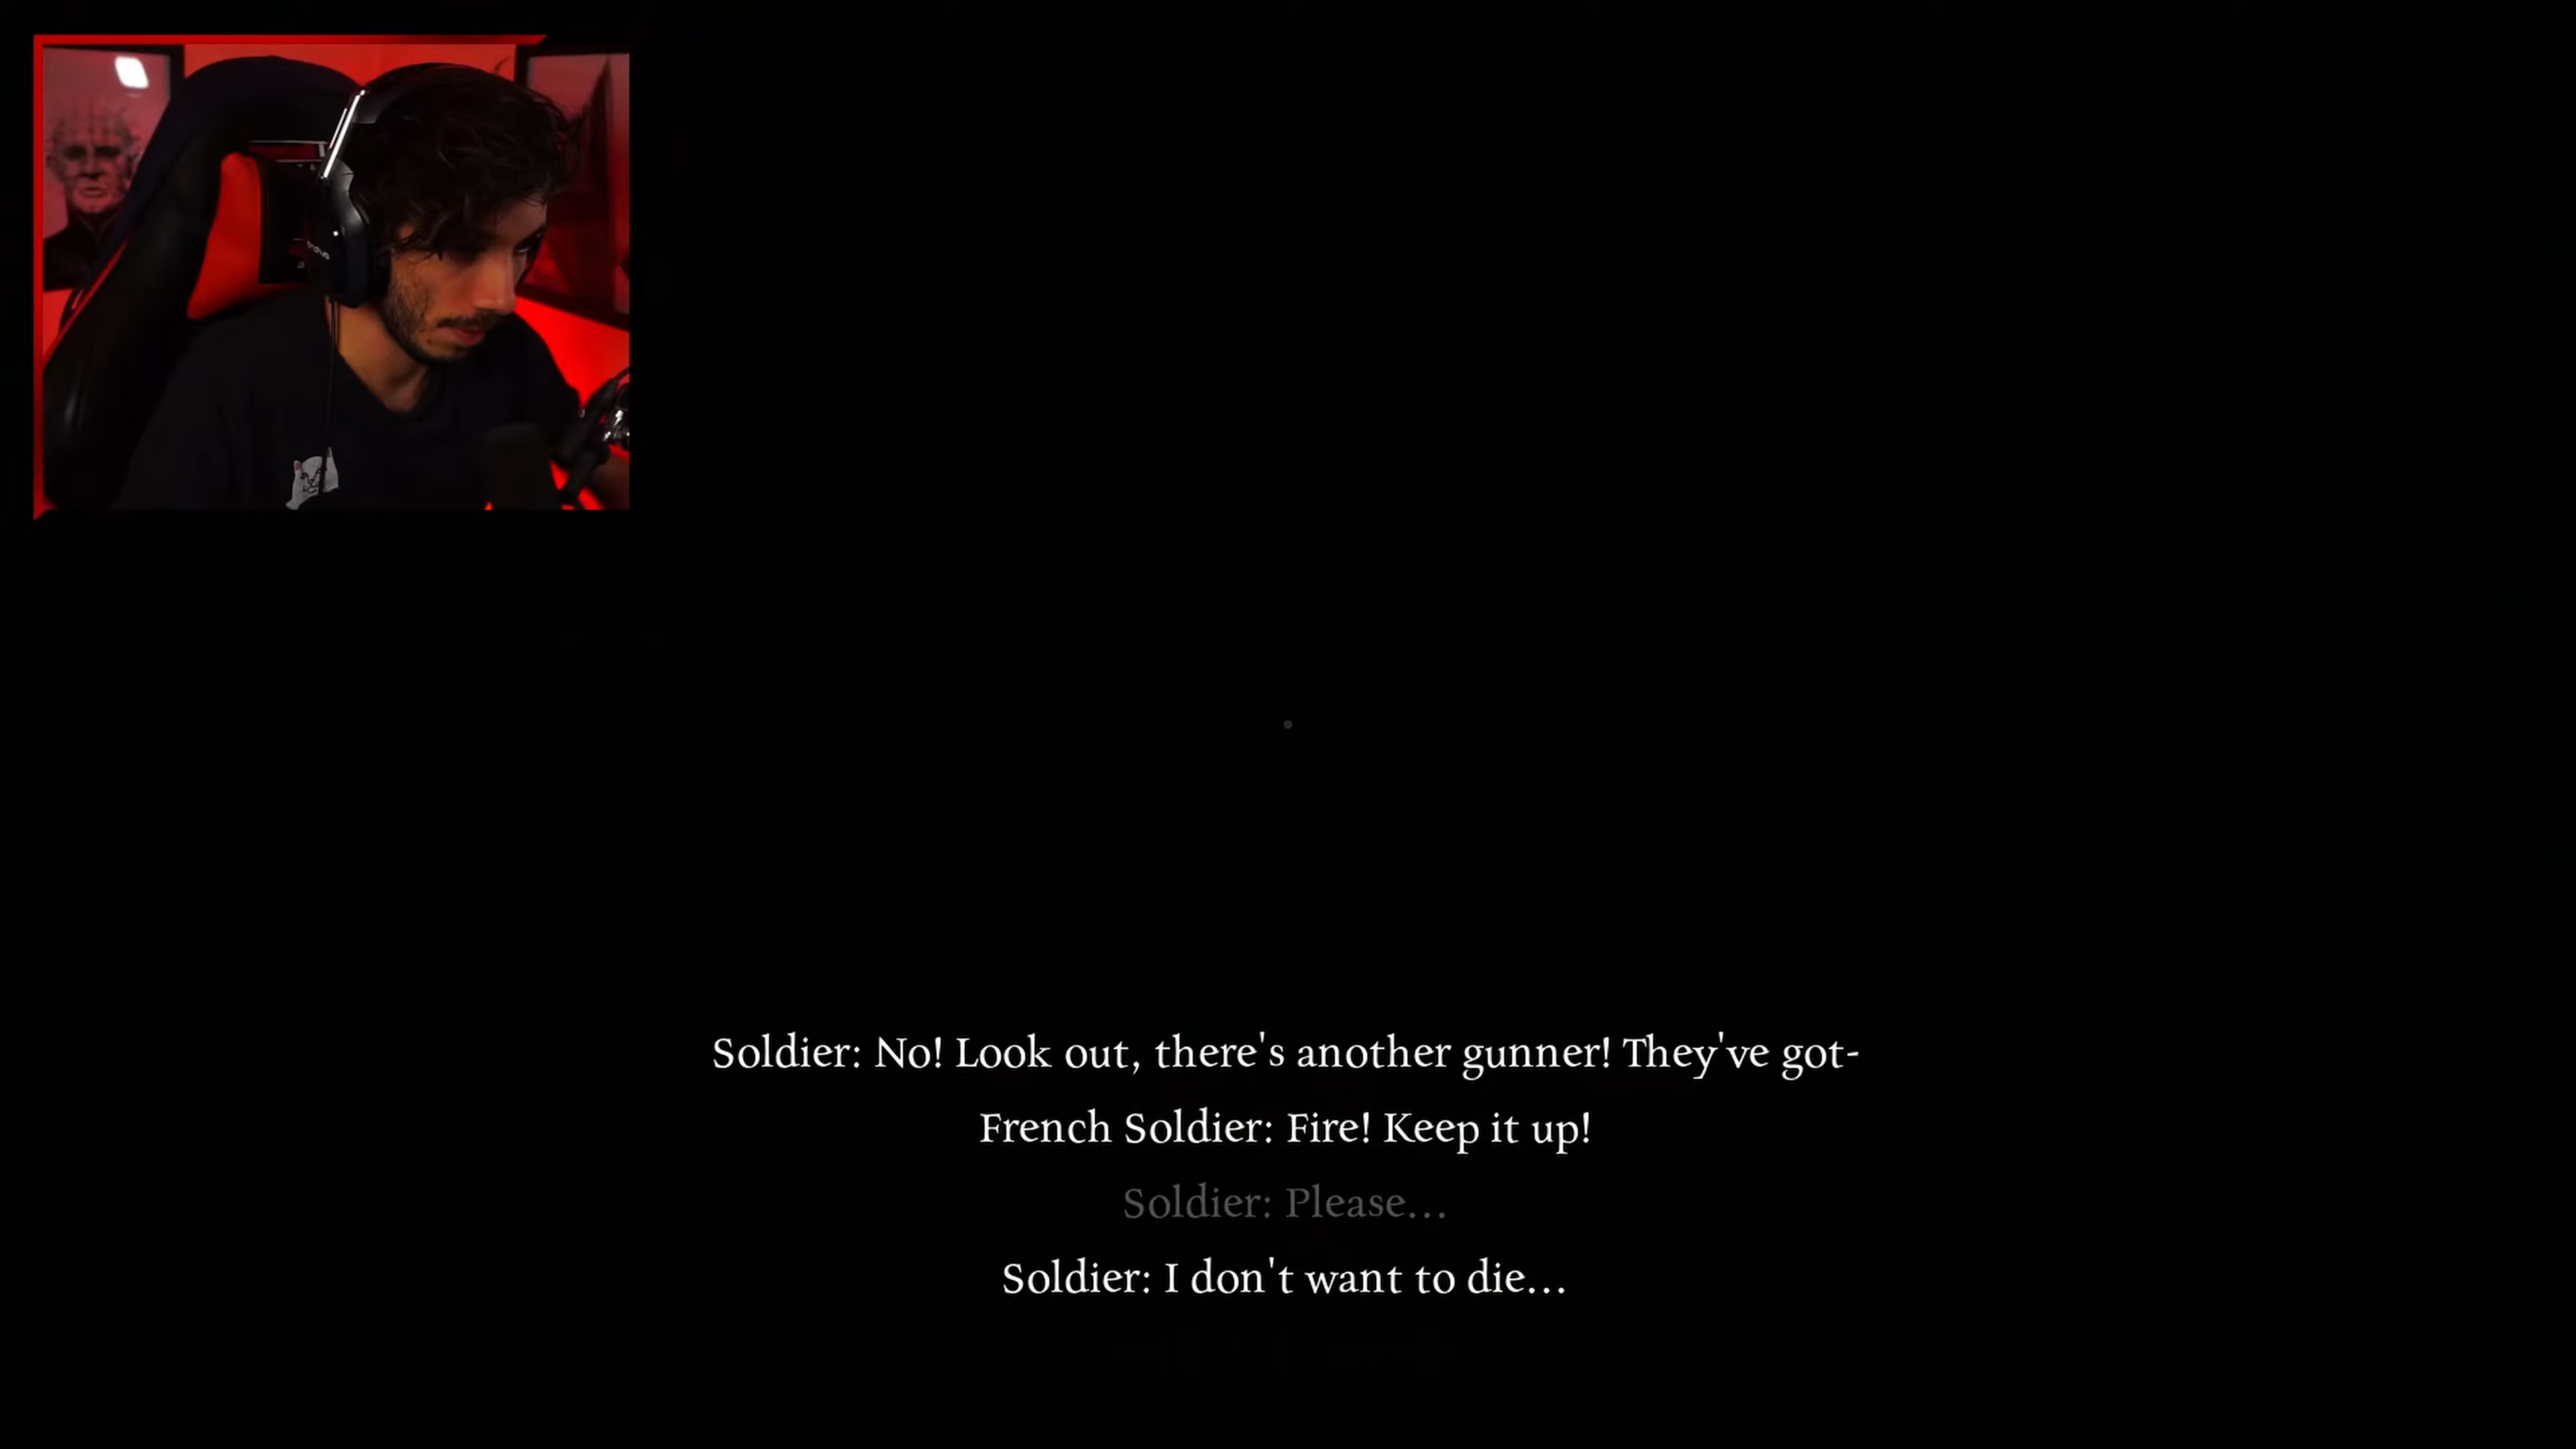 Soldier: No! Look out, there's another gunner! They've got-
French Soldier: Fire! Keep it up!
Soldier: Please...
Soldier: I don't want to die...